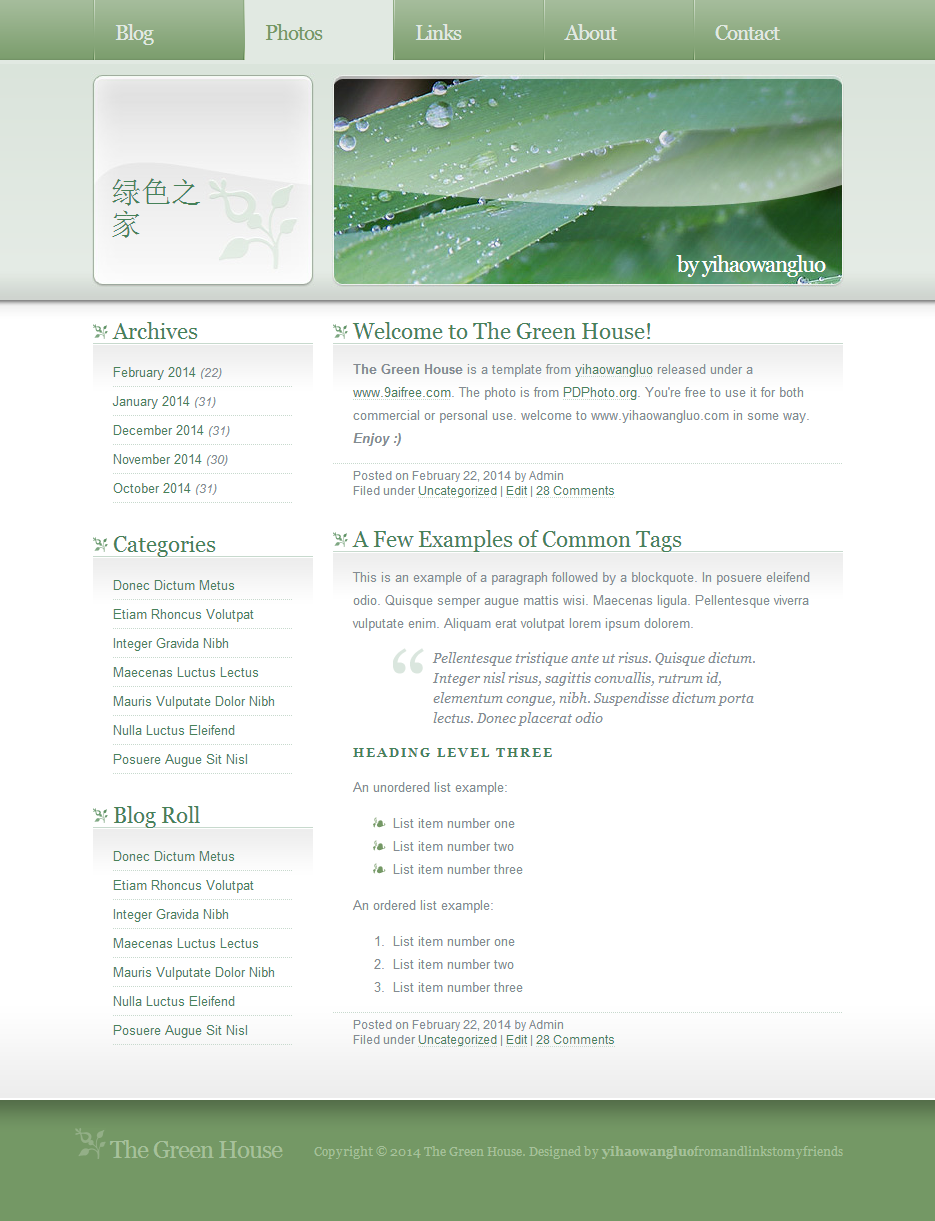 Blog
Photos
Links
About
Contact
绿色之
家
by yihaowangluo
Archives
February 2014 (22)
January 2014 (31)
December 2014 (31)
November 2014 (30)
October 2014 (31)
Categories
Donec Dictum Metus
Etiam Rhoncus Volutpat
Integer Gravida Nibh
Maecenas Luctus Lectus
Mauris Vulputate Dolor Nibh
Nulla Luctus Eleifend
Posuere Augue Sit Nisl
Blog Roll
Donec Dictum Metus
Etiam Rhoncus Volutpat
Integer Gravida Nibh
Maecenas Luctus Lectus
Mauris Vulputate Dolor Nibh
Nulla Luctus Eleifend
Posuere Augue Sit Nisl
Welcome to The Green House!
The Green House is a template from yihaowangluo released under a
www.9aifree.com. The photo is from PDPhoto.org. You're free to use it for both
commercial or personal use. welcome to www.yihaowangluo.com in some way.
Enjoy :)
Posted on February 22, 2014 by Admin
Filed under Uncategorized | Edit | 28 Comments
A Few Examples of Common Tags
This is an example of a paragraph followed by a blockquote. In posuere eleifend
odio. Quisque semper augue mattis wisi. Maecenas ligula. Pellentesque viverra
vulputate enim. Aliquam erat volutpat lorem ipsum dolorem.
“ Pellentesque tristique ante ut risus. Quisque dictum.
Integer nisl risus, sagittis convallis, rutrum id,
elementum congue, nibh. Suspendisse dictum porta
lectus. Donec placerat odio
HEADING LEVEL THREE
An unordered list example:
List item number one
List item number two
List item number three
An ordered list example:
1. List item number one
2. List item number two
3. List item number three
Posted on February 22, 2014 by Admin
Filed under Uncategorized | Edit | 28 Comments
The Green House
Copyright © 2014 The Green House. Designed by yihaowangluofromandlinkstomyfriends